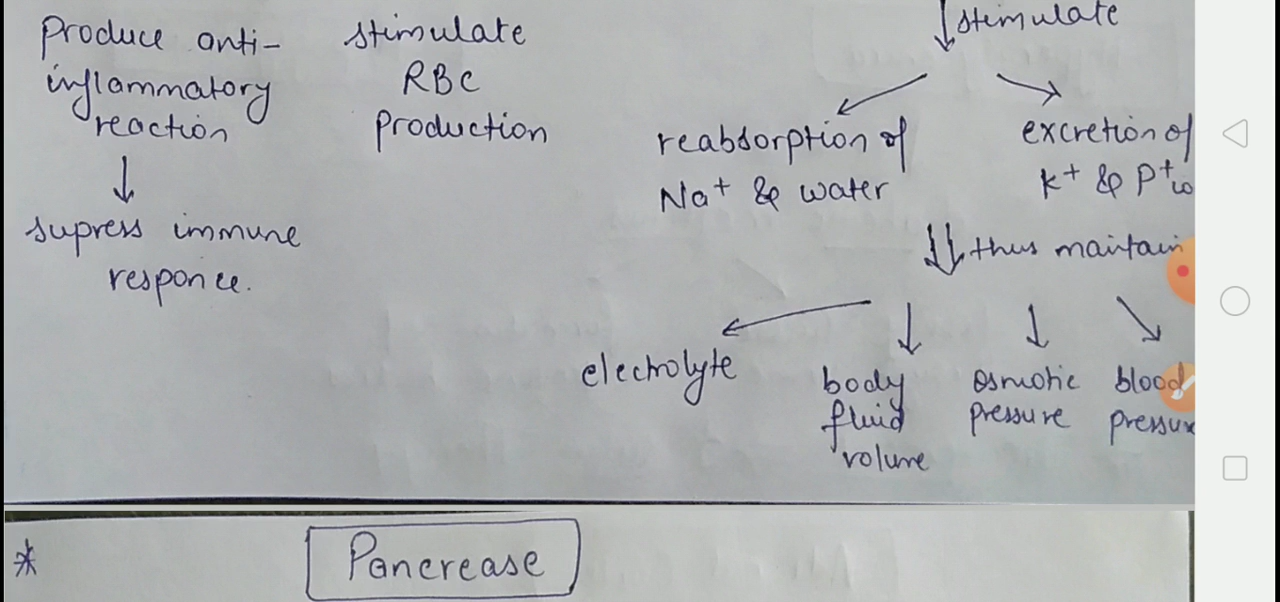 produce anti-
inflammatory
reaction
supress immune
responce.
stimulate
RBC
production
stimulate
reabsorption of
Na+ & water
excretion of
K+ & P+
thus maintain
electrolyte
body
fluid
volume
osmotic
pressure
blood
pressure
* Pancrease